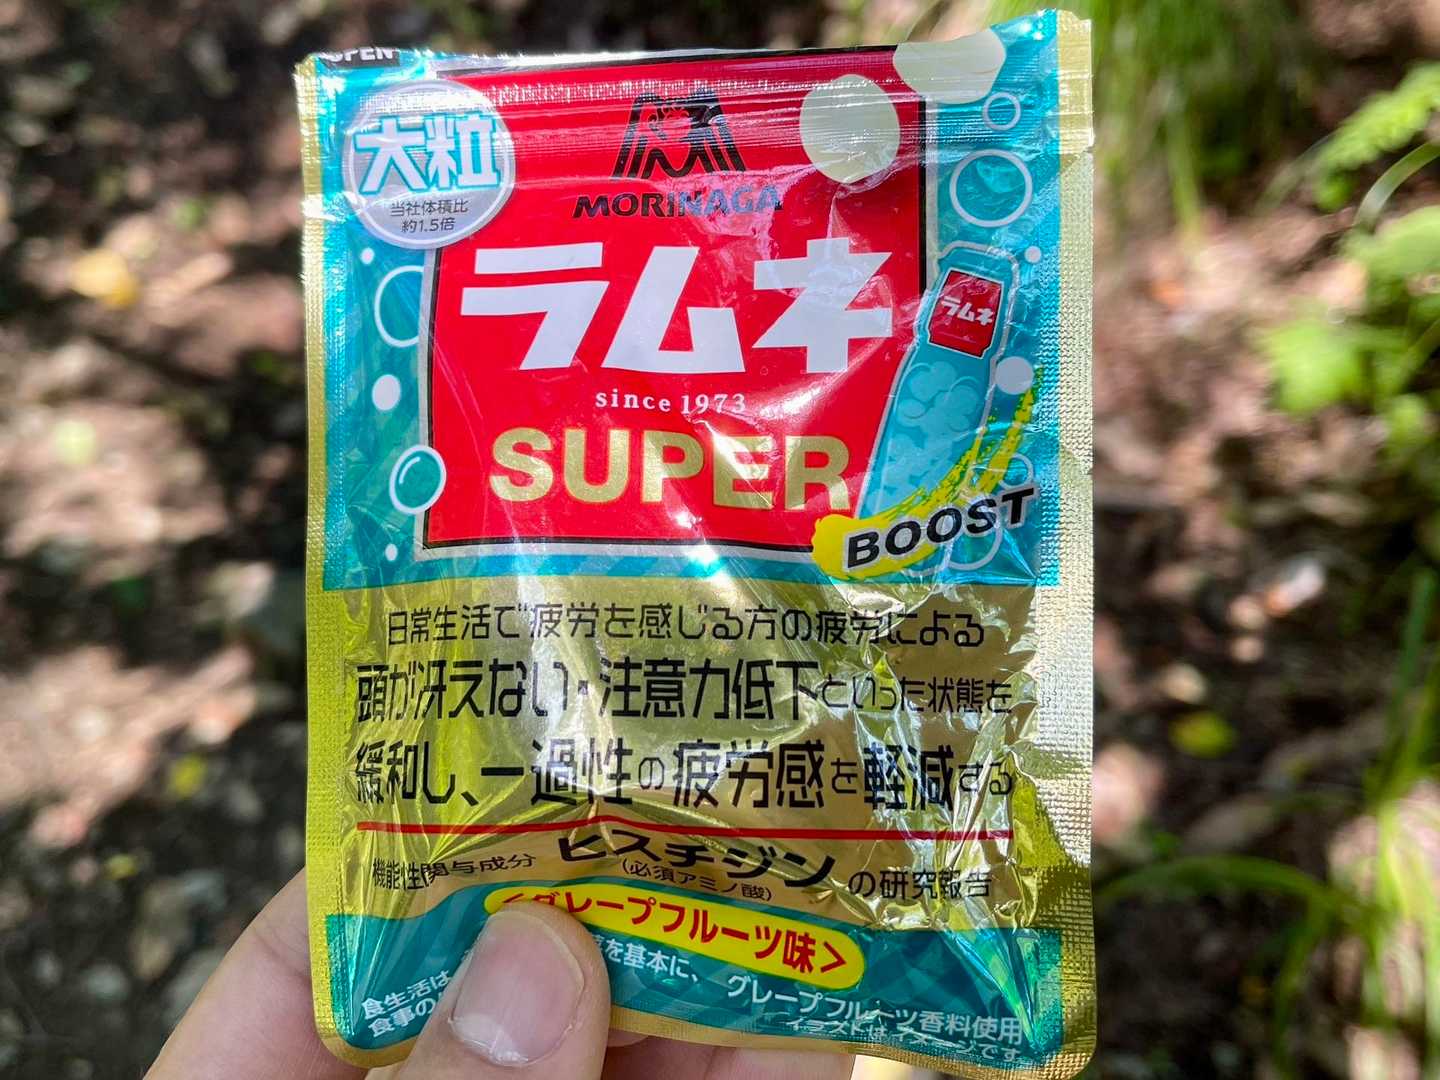 OPEN
大粒
当社体積比
約1.5倍
MORINAGA
ラムネ
since 1973
SUPER
ラムネ
BOOST
日常生活で疲労を感じる方の疲労による
頭が冴えない・注意力低下といった状態を
緩和し、一過性の疲労感を軽減する
機能性関与成分 ヒスチジン の研究報告
(必須アミノ酸)
<グレープフルーツ味>
食生活は、 を基本に、
食事の
グレープフルーツ香料使用
イラストはイメージです